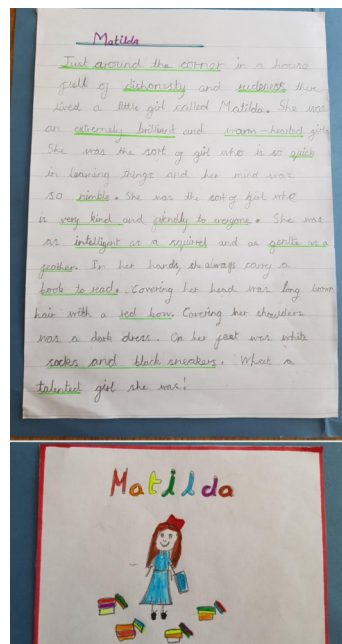 Matilda
Just around the corner in a house
full of dishonesty and rudeness there
lived a little girl called Matilda. She was
an extremely brilliant and warm-hearted girl.
She was the sort of girl who is so quick
in learning things and her mind was
so nimble. She was the sort of girl who
is very kind and friendly to anyone. She was
as intelligent as a squirrel and as gentle as a
feather. In her hands, she always carry a
book to read. Covering her head was long brown
hair with a red bow. Covering her shoulders
was a dark dress. On her feet was white
socks and black sneakers. What a
talented girl she was!
Matilda